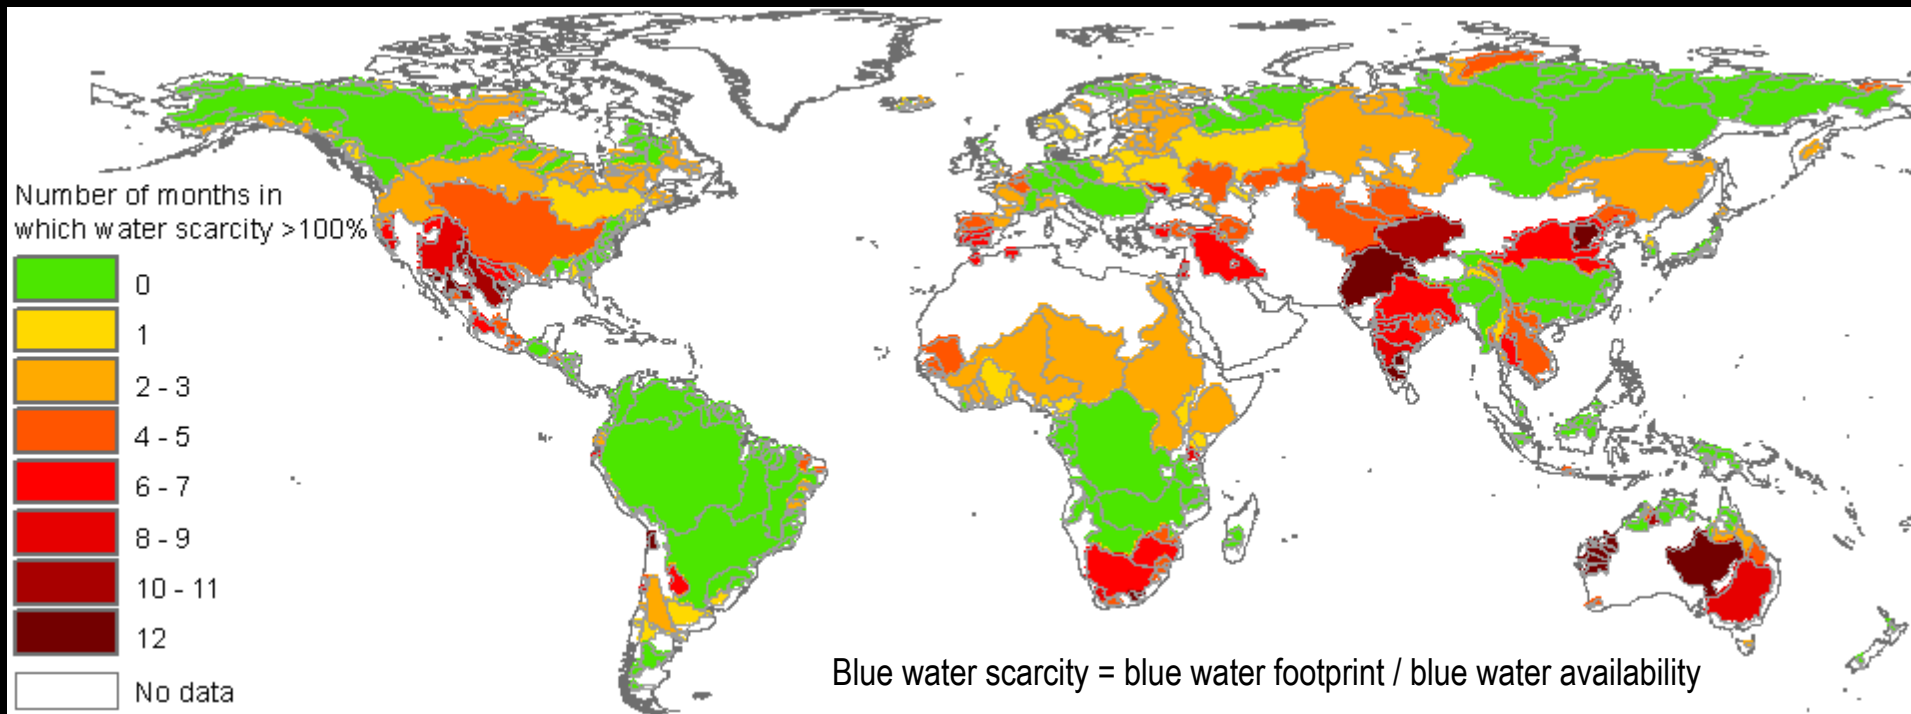 Number of months in
which water scarcity >100%
0
1
2 - 3
4 - 5
6 - 7
8 - 9
10 - 11
12
No data
Blue water scarcity = blue water footprint / blue water availability